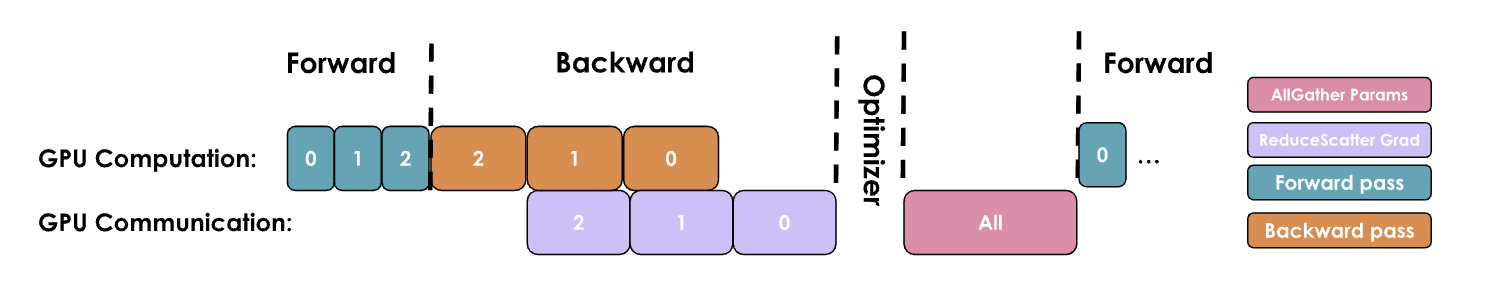 Forward
Backward
Optimizer
Forward
AllGather Params
ReduceScatter Grad
Forward pass
Backward pass
GPU Computation:
0 1 2 2 1 0 0 ...
GPU Communication:
2 1 0 All